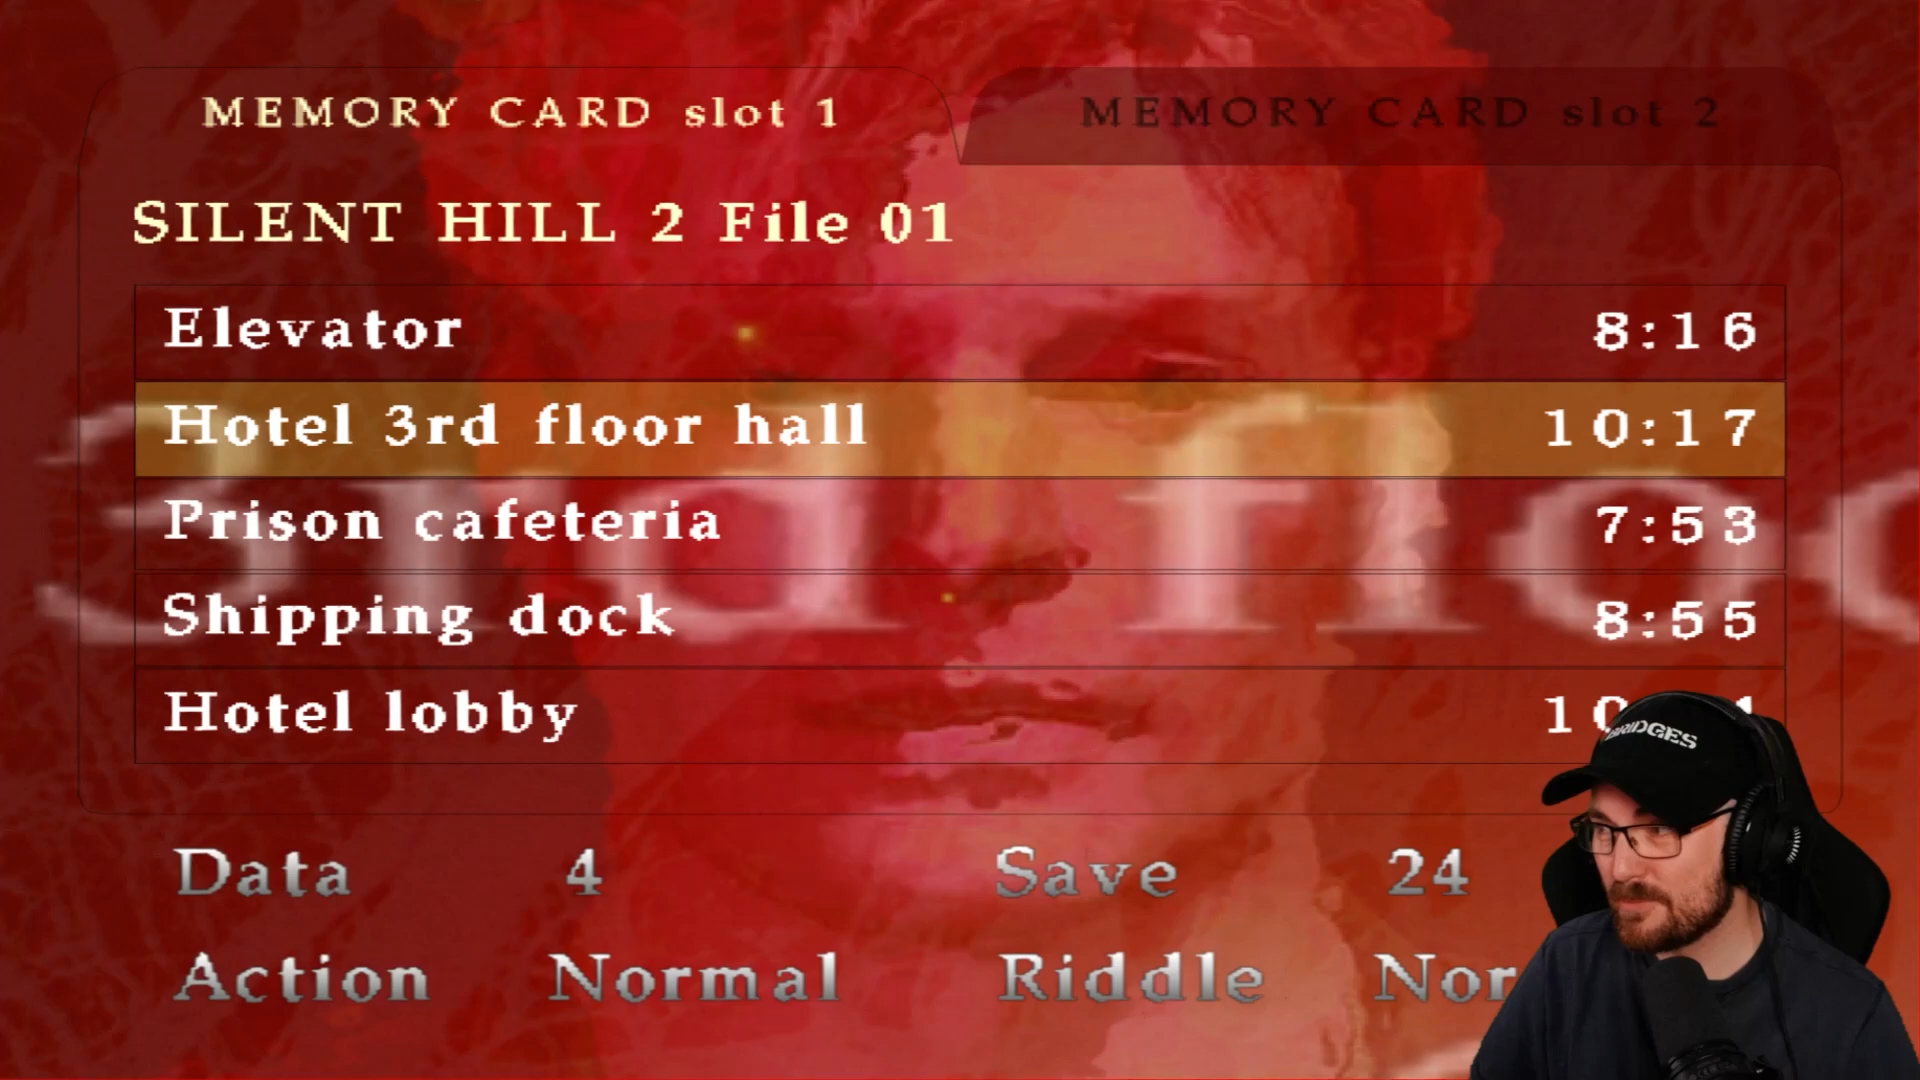 MEMORY CARD slot 1
MEMORY CARD slot 2
SILENT HILL 2 File 01
Elevator 8:16
Hotel 3rd floor hall 10:17
Prison cafeteria 7:53
Shipping dock 8:55
Hotel lobby
BRIDGES
Data 4 Save 24
Action Normal Riddle
3rd floo